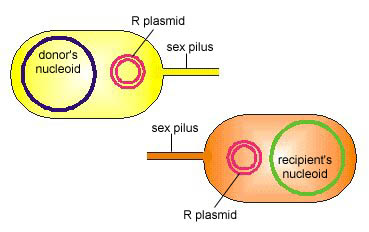 R plasmid
donor's
nucleoid
sex pilus
sex pilus
recipient's
nucleoid
R plasmid